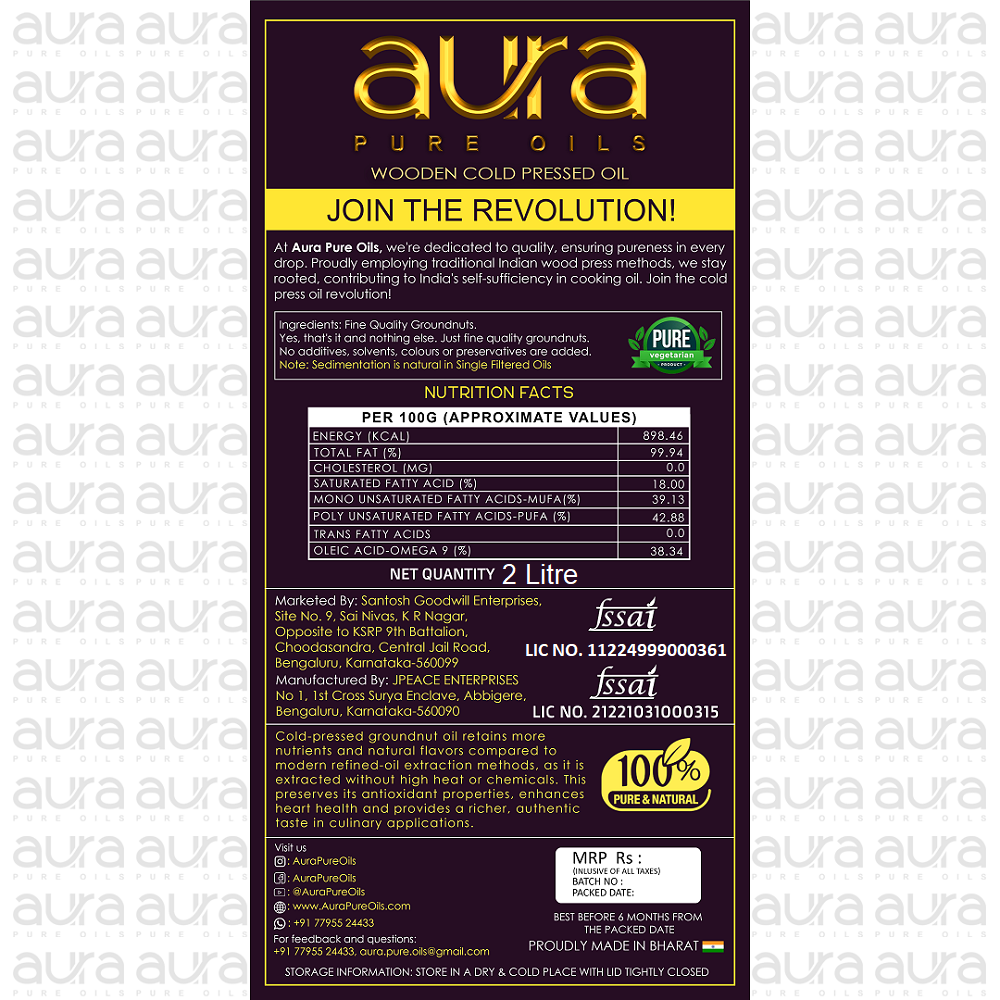 aura
PURE OILS
WOODEN COLD PRESSED OIL
JOIN THE REVOLUTION!
At Aura Pure Oils, we're dedicated to quality, ensuring pureness in every
drop. Proudly employing traditional Indian wood press methods, we stay
rooted, contributing to India's self-sufficiency in cooking oil. Join the cold
press oil revolution!
Ingredients: Fine Quality Groundnuts.
Yes, that's it and nothing else. Just fine quality groundnuts.
No additives, solvents, colours or preservatives are added.
Note: Sedimentation is natural in Single Filtered Oils
PURE
vegetarian
PRODUCT
NUTRITION FACTS
PER 100G (APPROXIMATE VALUES)
ENERGY (KCAL) 898.46
TOTAL FAT (%) 99.94
CHOLESTEROL (MG) 0.0
SATURATED FATTY ACID (%) 18.00
MONO UNSATURATED FATTY ACIDS-MUFA(%) 39.13
POLY UNSATURATED FATTY ACIDS-PUFA (%) 42.88
TRANS FATTY ACIDS 0.0
OLEIC ACID-OMEGA 9 (%) 38.34
NET QUANTITY 2 Litre
Marketed By: Santosh Goodwill Enterprises,
Site No. 9, Sai Nivas, K R Nagar,
Opposite to KSRP 9th Battalion,
Choodasandra, Central Jail Road,
Bengaluru, Karnataka-560099
fssai
LIC NO. 11224999000361
Manufactured By: JPEACE ENTERPRISES
No 1, 1st Cross Surya Enclave, Abbigere,
Bengaluru, Karnataka-560090
fssai
LIC NO. 21221031000315
Cold-pressed groundnut oil retains more
nutrients and natural flavors compared to
modern refined-oil extraction methods, as it is
extracted without high heat or chemicals. This
preserves its antioxidant properties, enhances
heart health and provides a richer, authentic
taste in culinary applications.
100%
PURE & NATURAL
Visit us
: AuraPureOils
: AuraPureOils
: @AuraPureOils
: www.AuraPureOils.com
: +91 77955 24433
For feedback and questions:
+91 77955 24433, aura.pure.oils@gmail.com
MRP Rs :
(INLUSIVE OF ALL TAXES)
BATCH NO :
PACKED DATE:
BEST BEFORE 6 MONTHS FROM
THE PACKED DATE
PROUDLY MADE IN BHARAT
STORAGE INFORMATION: STORE IN A DRY & COLD PLACE WITH LID TIGHTLY CLOSED